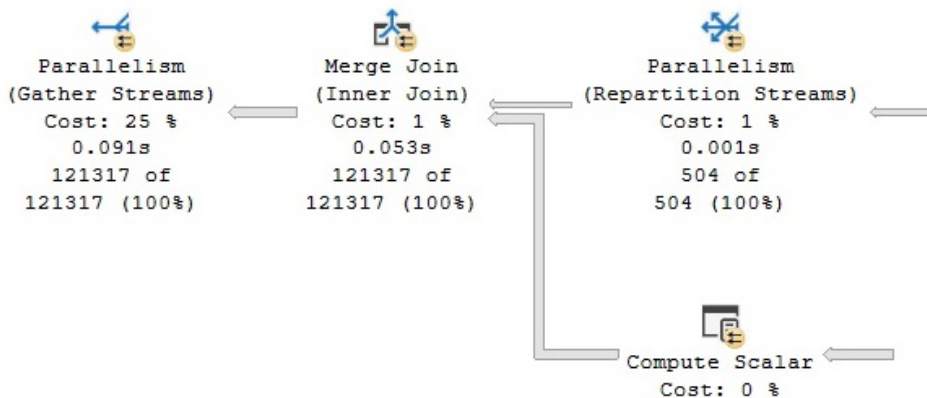 Parallelism
(Gather Streams)
Cost: 25 %
0.091s
121317 of
121317 (100%)
Merge Join
(Inner Join)
Cost: 1 %
0.053s
121317 of
121317 (100%)
Parallelism
(Repartition Streams)
Cost: 1 %
0.001s
504 of
504 (100%)
Compute Scalar
Cost: 0 %